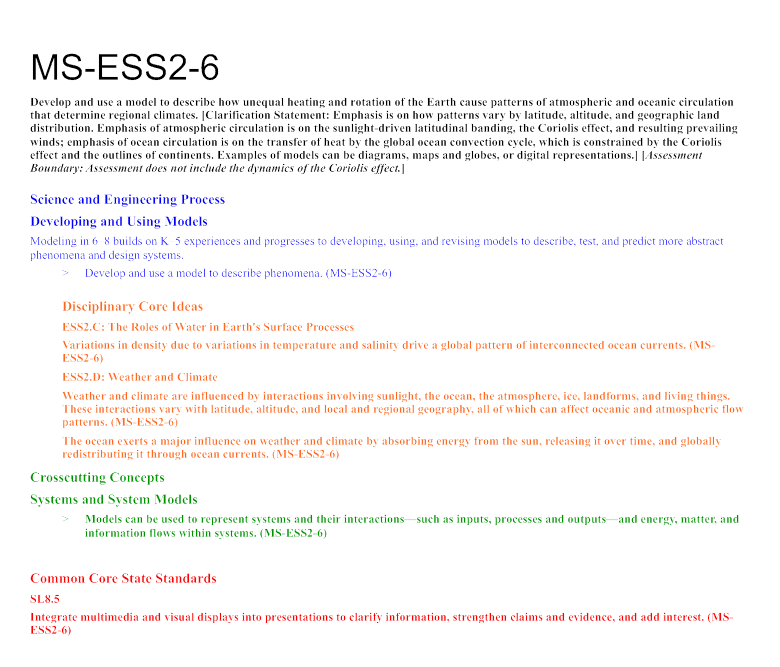 MS-ESS2-6
Develop and use a model to describe how unequal heating and rotation of the Earth cause patterns of atmospheric and oceanic circulation
that determine regional climates. [Clarification Statement: Emphasis is on how patterns vary by latitude, altitude, and geographic land
distribution. Emphasis of atmospheric circulation is on the sunlight-driven latitudinal banding, the Coriolis effect, and resulting prevailing
winds; emphasis of ocean circulation is on the transfer of heat by the global ocean convection cycle, which is constrained by the Coriolis
effect and the outlines of continents. Examples of models can be diagrams, maps and globes, or digital representations.] [Assessment
Boundary: Assessment does not include the dynamics of the Coriolis effect.]
Science and Engineering Process
Developing and Using Models
Modeling in 6 8 builds on K 5 experiences and progresses to developing, using, and revising models to describe, test, and predict more abstract
phenomena and design systems.
> Develop and use a model to describe phenomena. (MS-ESS2-6)
Disciplinary Core Ideas
ESS2.C: The Roles of Water in Earth's Surface Processes
Variations in density due to variations in temperature and salinity drive a global pattern of interconnected ocean currents. (MS-
ESS2-6)
ESS2.D: Weather and Climate
Weather and climate are influenced by interactions involving sunlight, the ocean, the atmosphere, ice, landforms, and living things.
These interactions vary with latitude, altitude, and local and regional geography, all of which can affect oceanic and atmospheric flow
patterns. (MS-ESS2-6)
The ocean exerts a major influence on weather and climate by absorbing energy from the sun, releasing it over time, and globally
redistributing it through ocean currents. (MS-ESS2-6)
Crosscutting Concepts
Systems and System Models
> Models can be used to represent systems and their interactions—such as inputs, processes and outputs—and energy, matter, and
information flows within systems. (MS-ESS2-6)
Common Core State Standards
SL8.5
Integrate multimedia and visual displays into presentations to clarify information, strengthen claims and evidence, and add interest. (MS-
ESS2-6)